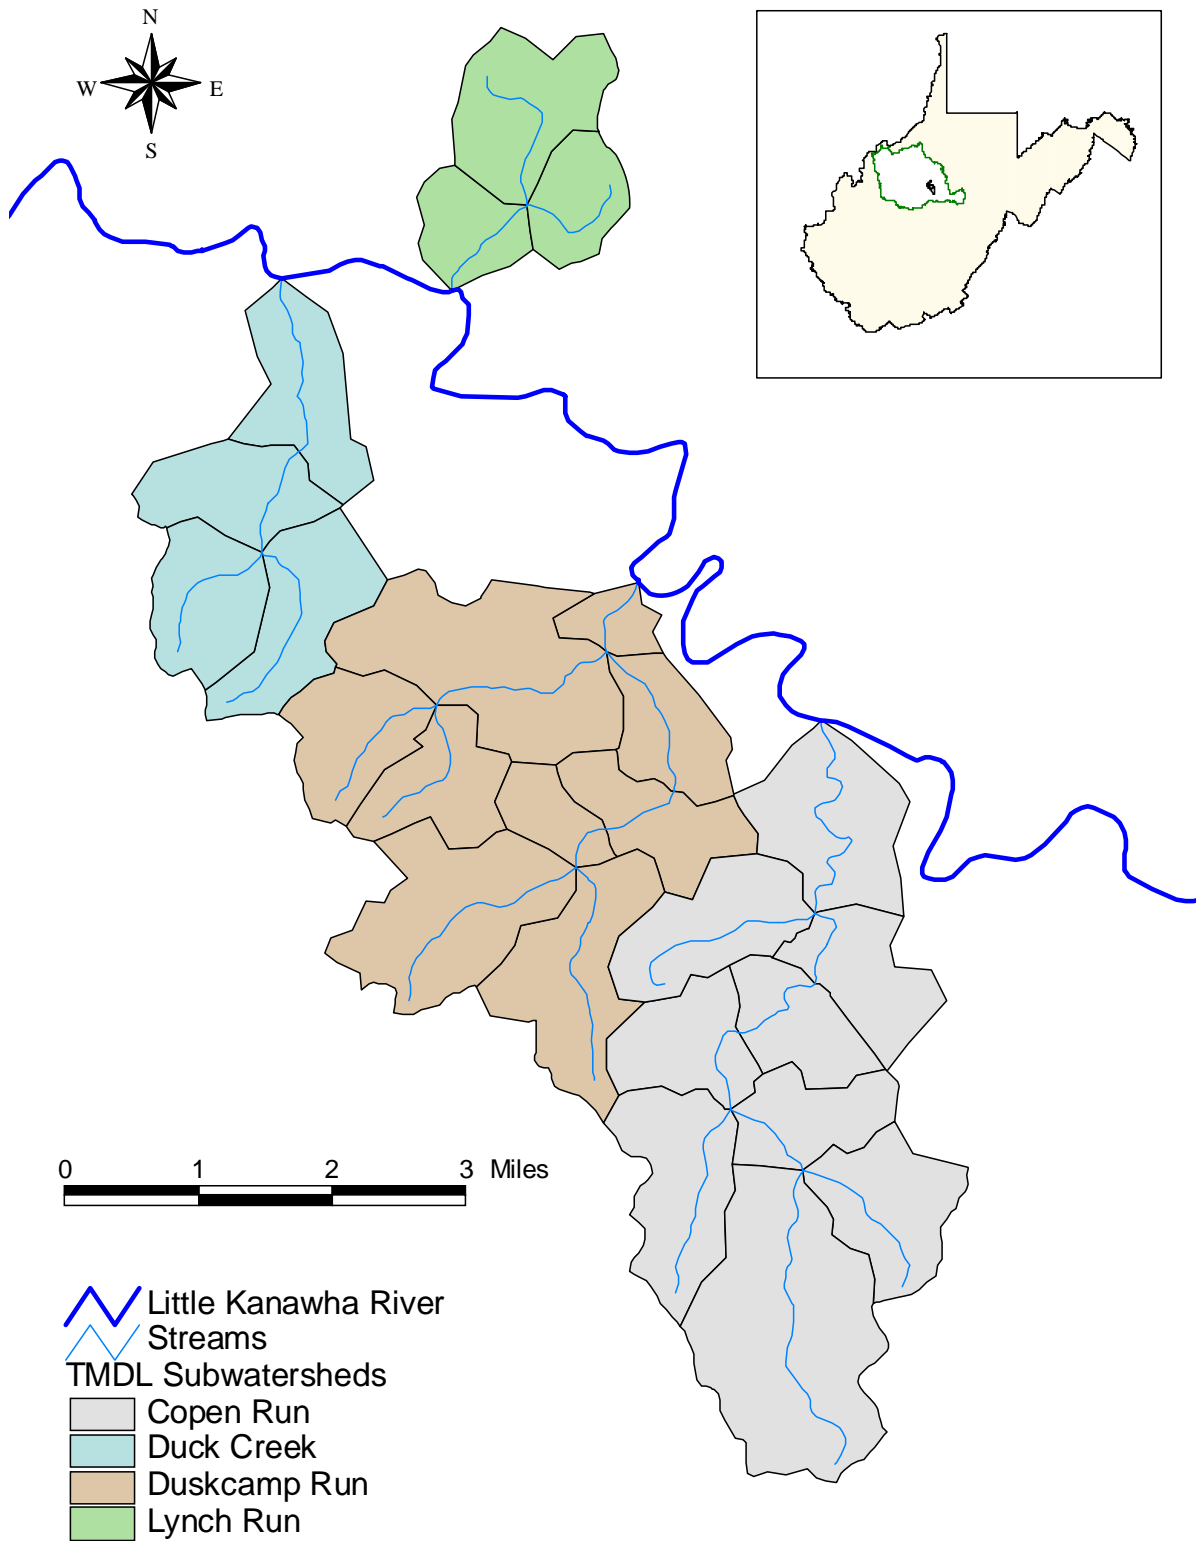 N
W E
S
0 1 2 3 Miles
Little Kanawha River
Streams
TMDL Subwatersheds
Copen Run
Duck Creek
Duskcamp Run
Lynch Run